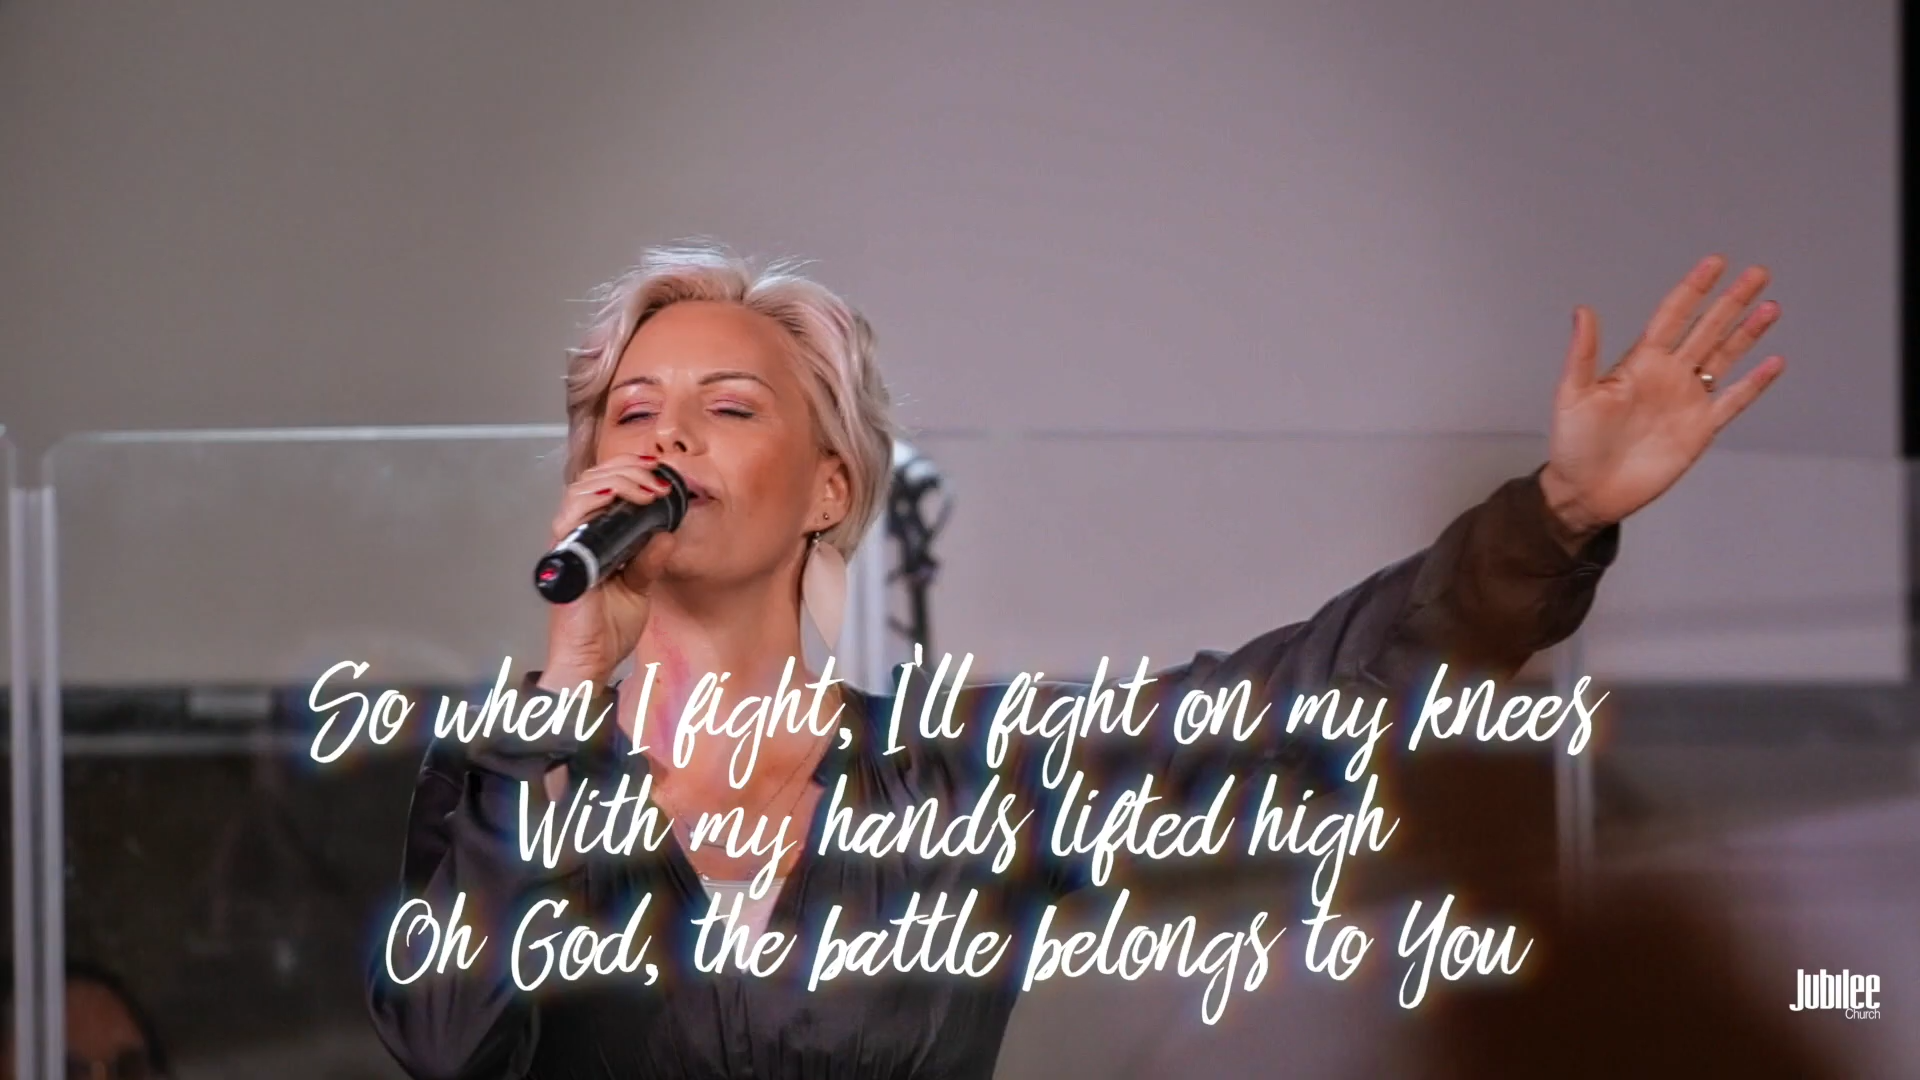 So when I fight, I'll fight on my knees
With my hands lifted high
Oh God, the battle belongs to You
Jubilee
Church